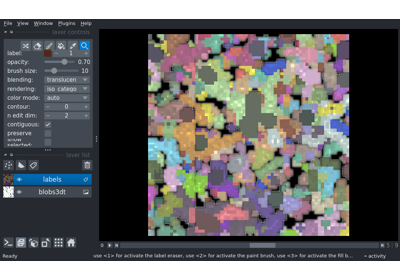 File View Window Plugins Help
layer controls
label: 1
opacity: 0.70
brush size: 10
blending: translucen
rendering: iso_catego
color mode: auto
contour: 0
n edit dim: 2
contiguous:
preserve
show
selected:
layer list
labels
blobs3dt
Ready
use <1> for activate the label eraser, use <2> for activate the paint brush, use <3> for activate the fill b...
activity